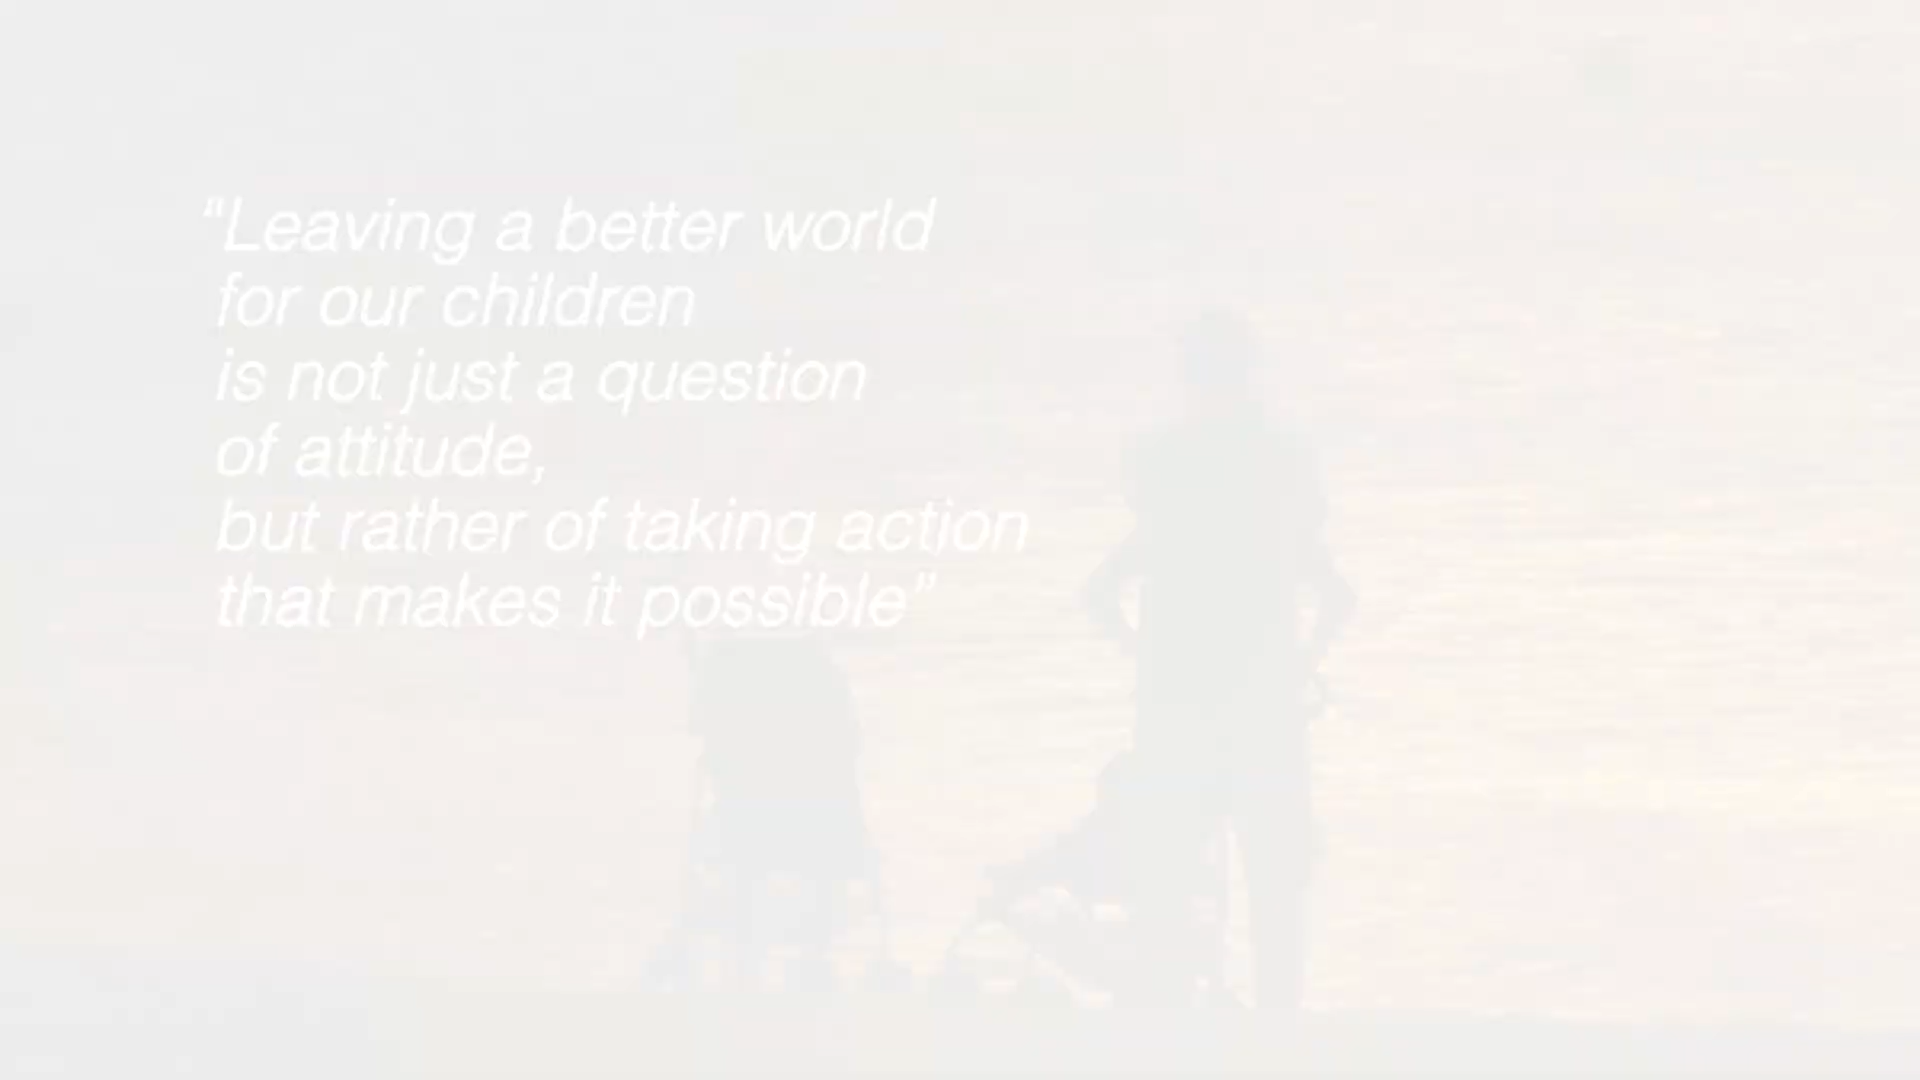 "Leaving a better world
for our children
is not just a question
of attitude,
but rather of taking action
that makes it possible”